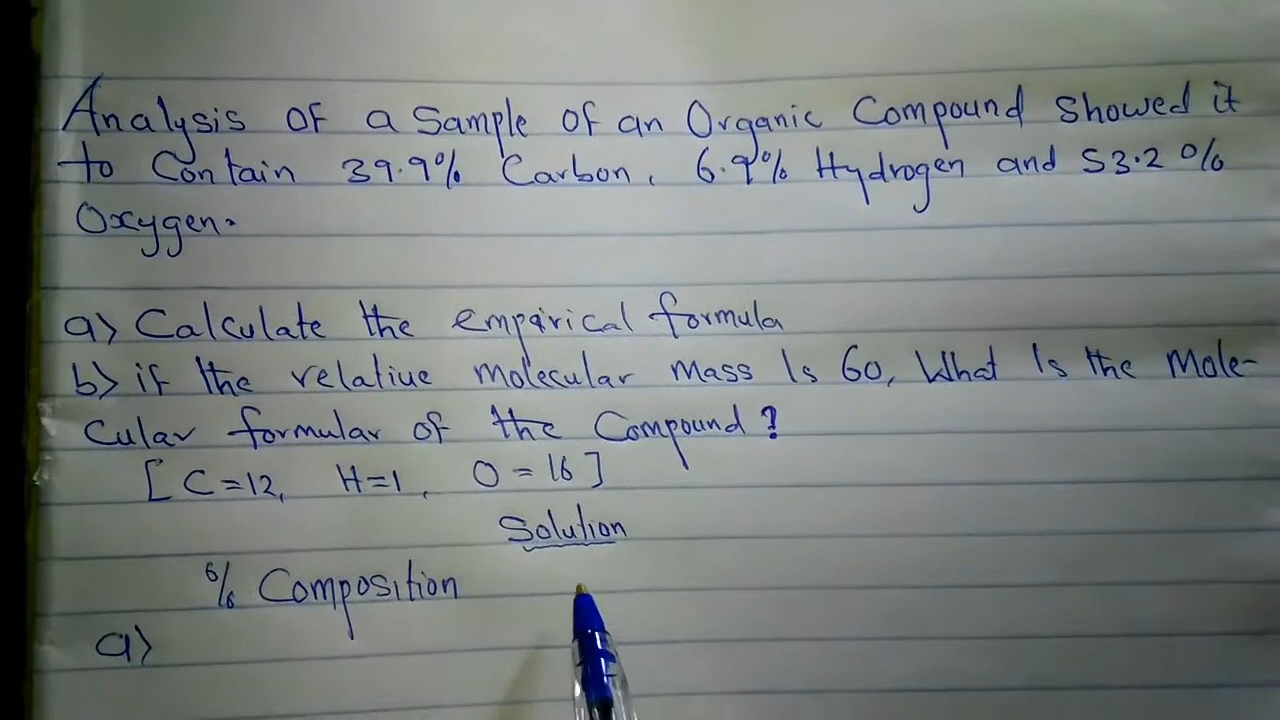 Analysis of a Sample of an Organic Compound Showed it
to Contain 39.9% Carbon, 6.9% Hydrogen and 53.2%
Oxygen.
a) Calculate the empirical formula
b) if the relative molecular mass is 60, What is the Mole-
cular formular of the Compound?
[C=12, H=1, O=16]
Solution
% Composition
a)